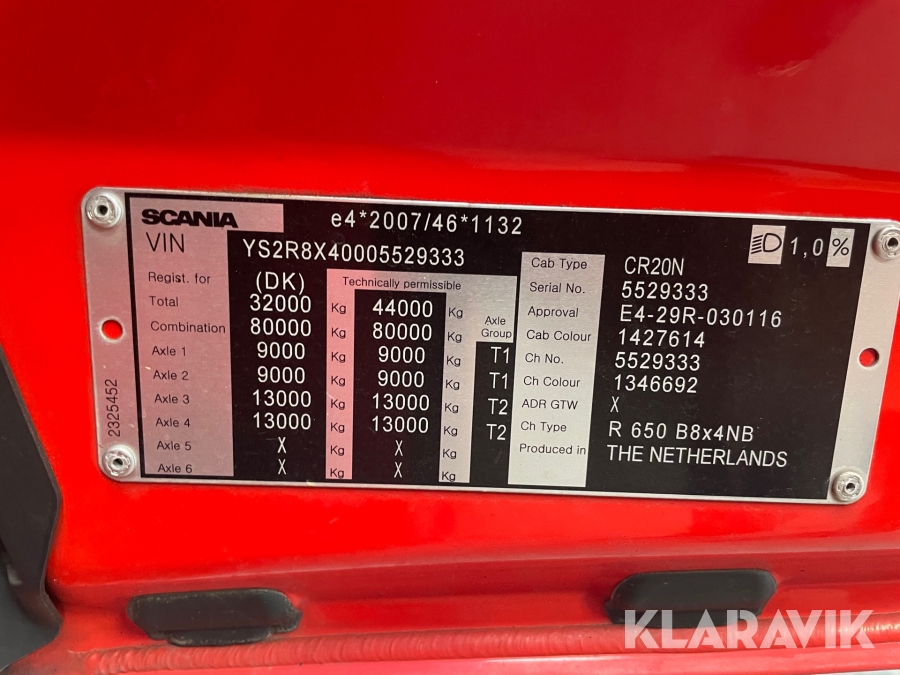 SCANIA e4*2007/46*1132
VIN YS2R8X40005529333
1,0 %
Regist. for (DK) Technically permissible
Total 32000 Kg 44000 Kg
Combination 80000 Kg 80000 Kg Axle Group
Axle 1 9000 Kg 9000 Kg T1
Axle 2 9000 Kg 9000 Kg T1
Axle 3 13000 Kg 13000 Kg T2
Axle 4 13000 Kg 13000 Kg T2
Axle 5 X Kg X Kg
Axle 6 X Kg X Kg
Cab Type CR20N
Serial No. 5529333
Approval E4-29R-030116
Cab Colour 1427614
Ch No. 5529333
Ch Colour 1346692
ADR GTW X
Ch Type R 650 B8x4NB
Produced in THE NETHERLANDS
2325452
KLARAVIK